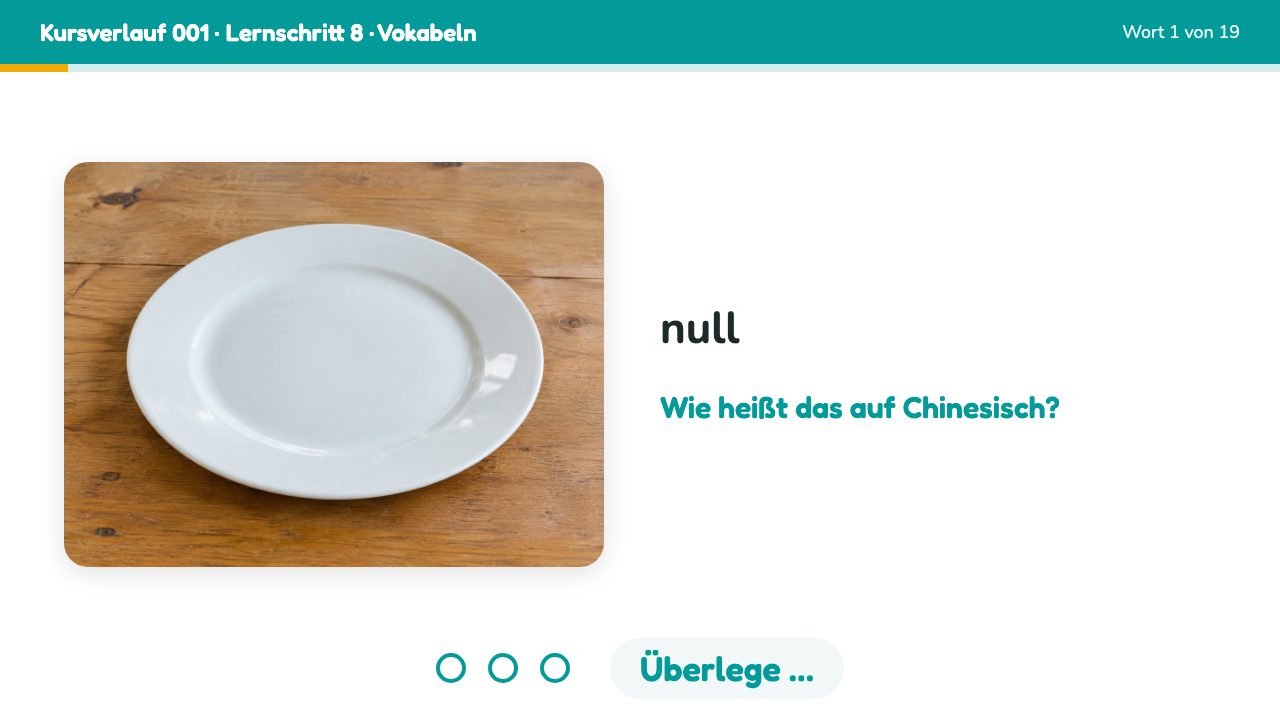 Kursverlauf 001 · Lernschritt 8 · Vokabeln
Wort 1 von 19
null
Wie heißt das auf Chinesisch?
Überlege ...